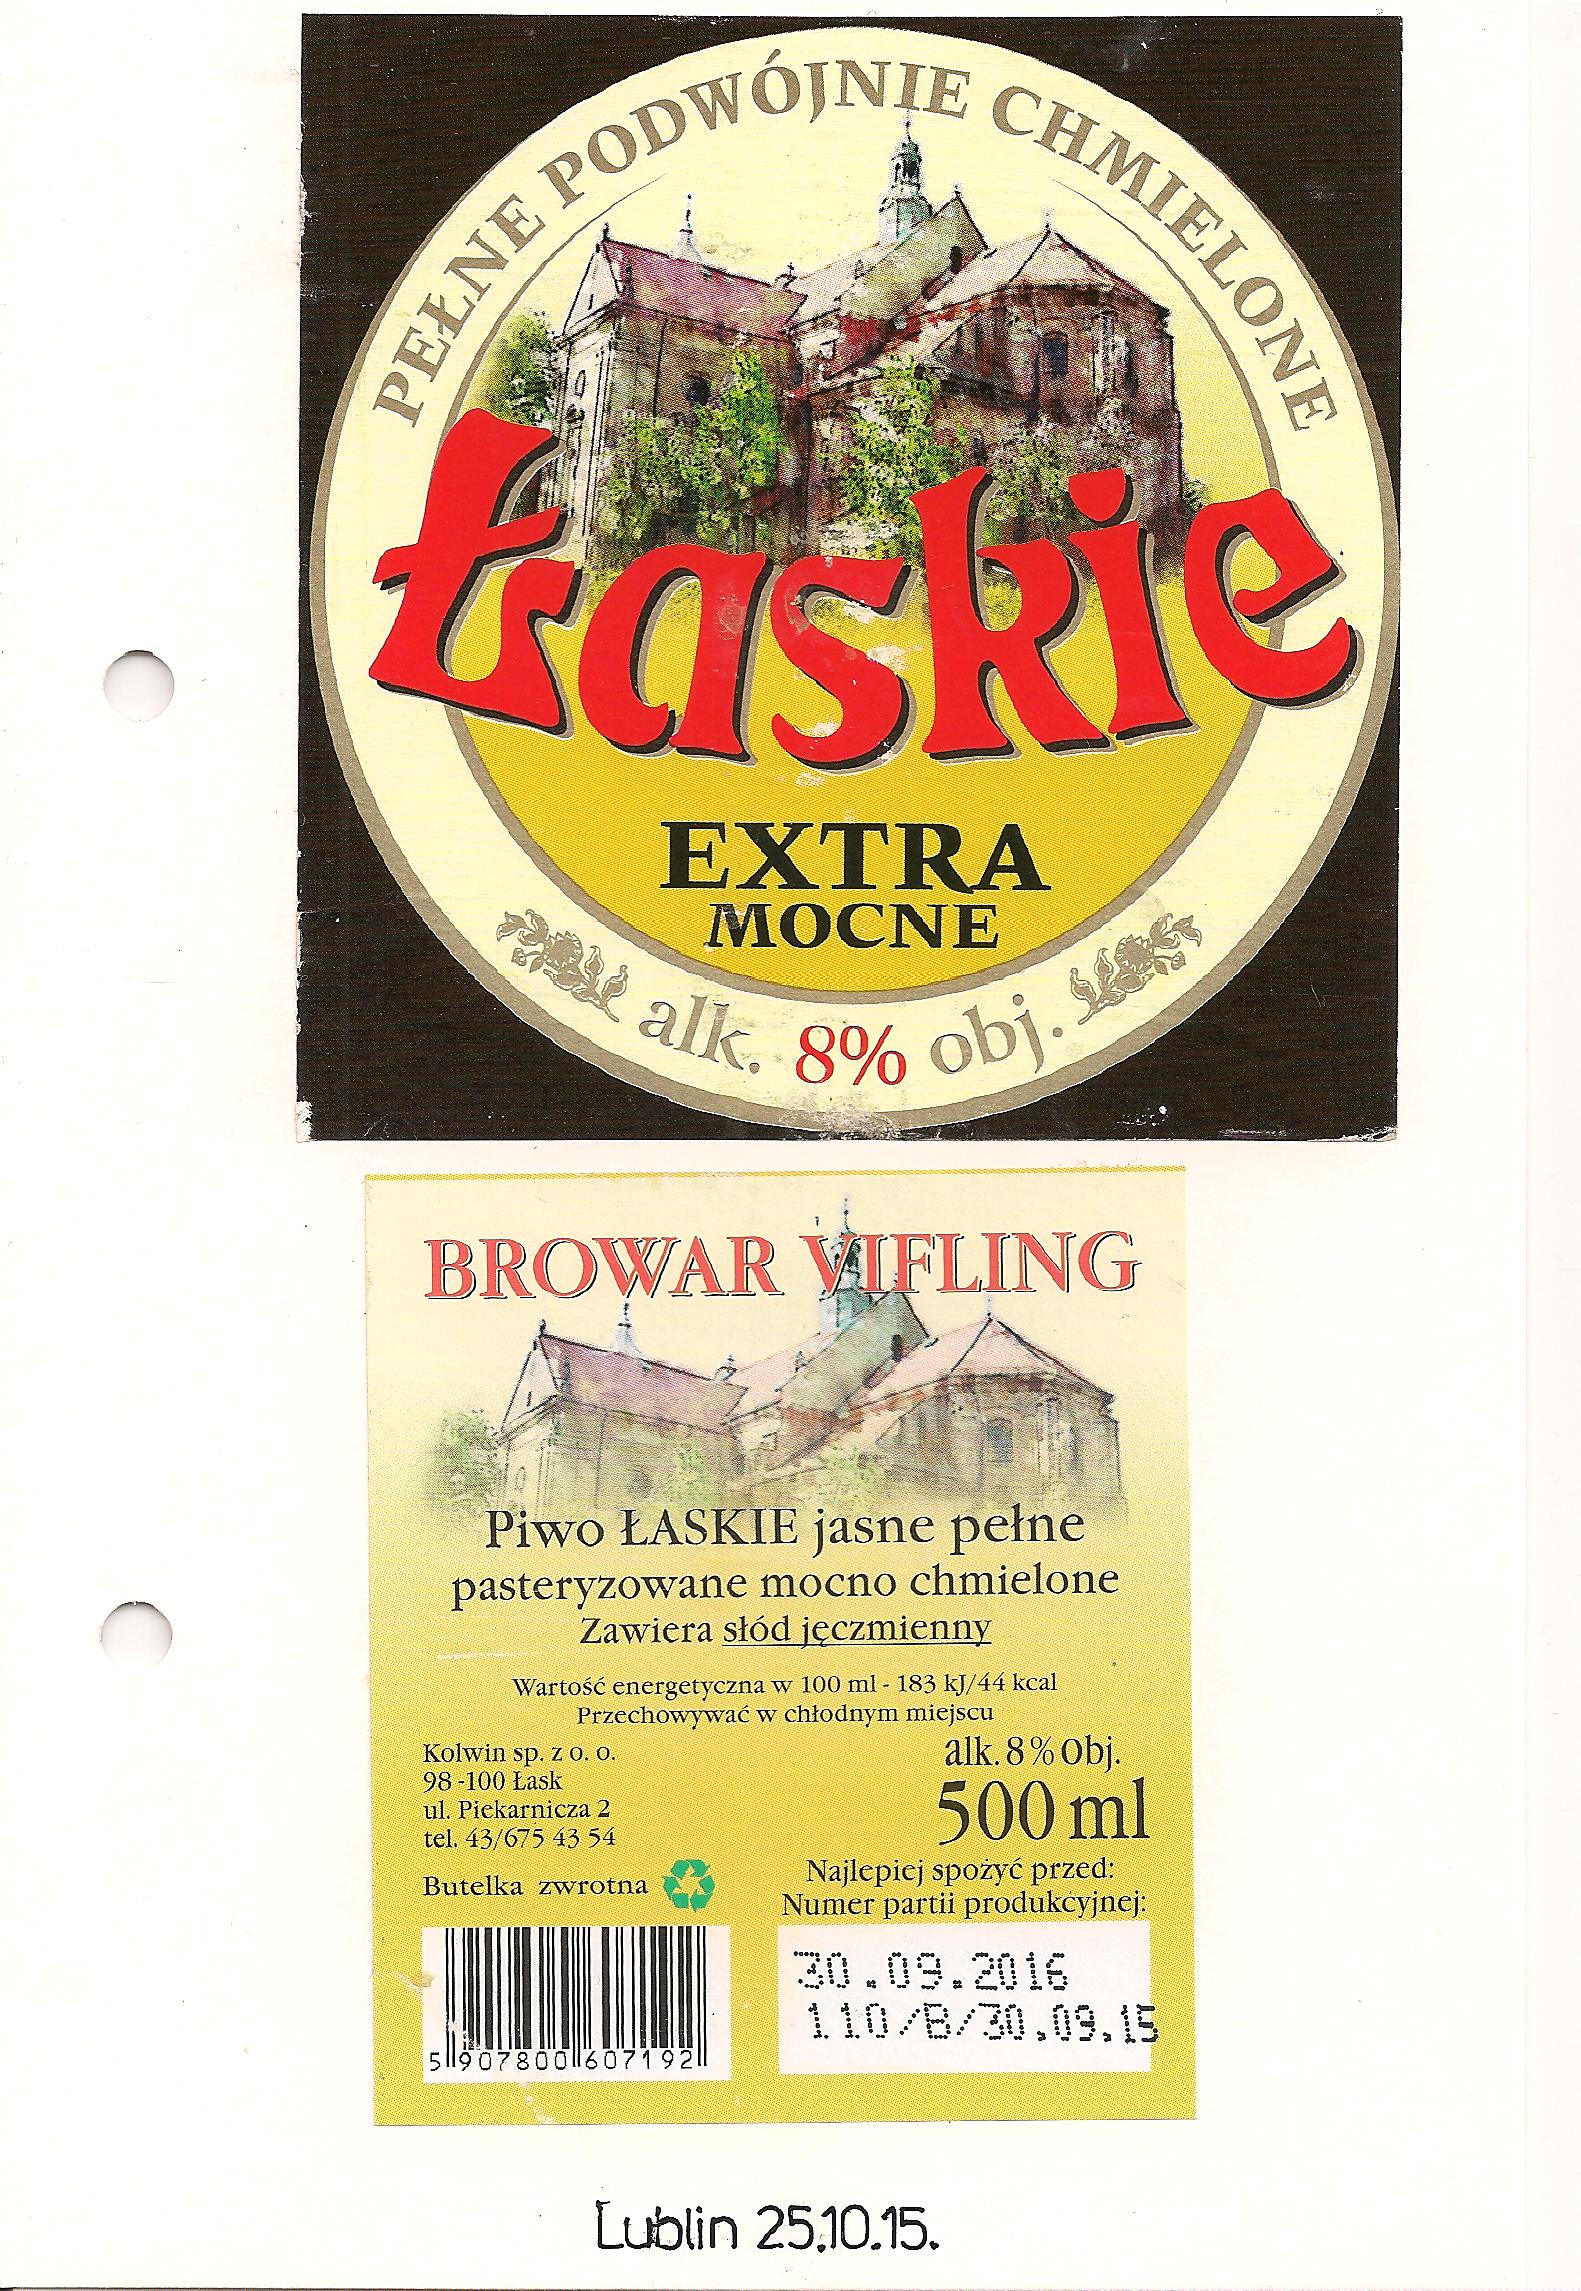 PEŁNE PODWÓJNIE CHMIELONE
Łaskie
EXTRA
MOCNE
alk. 8% obj.
BROWAR VIFLING
Piwo ŁASKIE jasne pełne
pasteryzowane mocno chmielone
Zawiera słód jęczmienny
Wartość energetyczna w 100 ml - 183 kJ/44 kcal
Przechowywać w chłodnym miejscu
Kolwin sp. z o. o.
98 -100 Łask
ul. Piekarnicza 2
tel. 43/675 43 54
Butelka zwrotna
alk. 8% Obj.
500 ml
Najlepiej spożyć przed:
Numer partii produkcyjnej:
30.09.2016
110/B/30.09.15
5 907800 607192
Lublin 25.10.15.